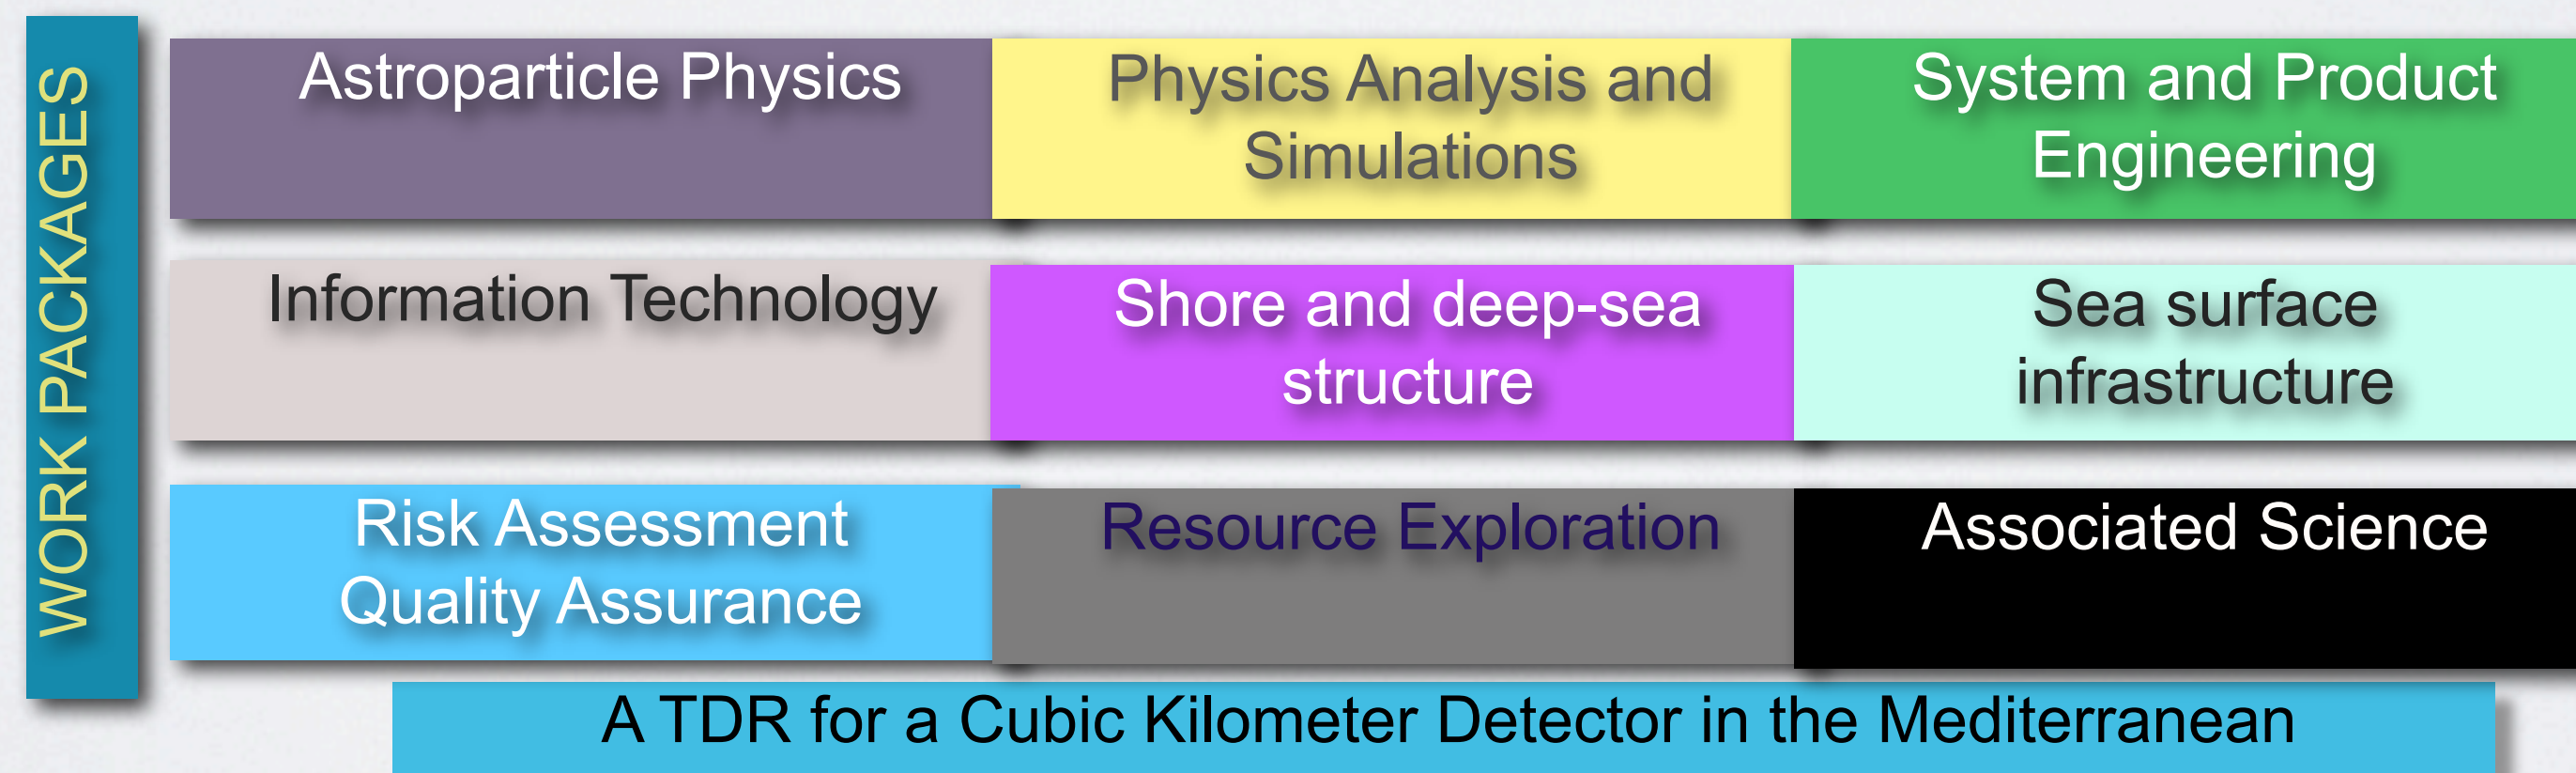 WORK PACKAGES
Astroparticle Physics
Physics Analysis and
Simulations
System and Product
Engineering
Information Technology
Shore and deep-sea
structure
Sea surface
infrastructure
Risk Assessment
Quality Assurance
Resource Exploration
Associated Science
A TDR for a Cubic Kilometer Detector in the Mediterranean